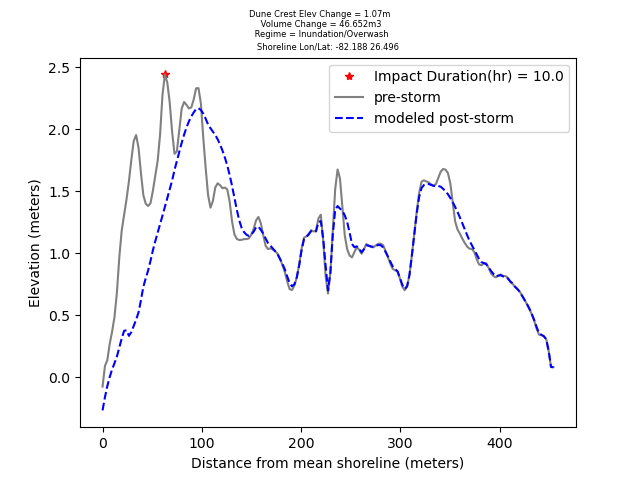 Dune Crest Elev Change = 1.07m
Volume Change = 46.652m3
Regime = Inundation/Overwash
Shoreline Lon/Lat: -82.188 26.496
Impact Duration(hr) = 10.0
pre-storm
modeled post-storm
Elevation (meters)
2.5
2.0
1.5
1.0
0.5
0.0
0 100 200 300 400
Distance from mean shoreline (meters)